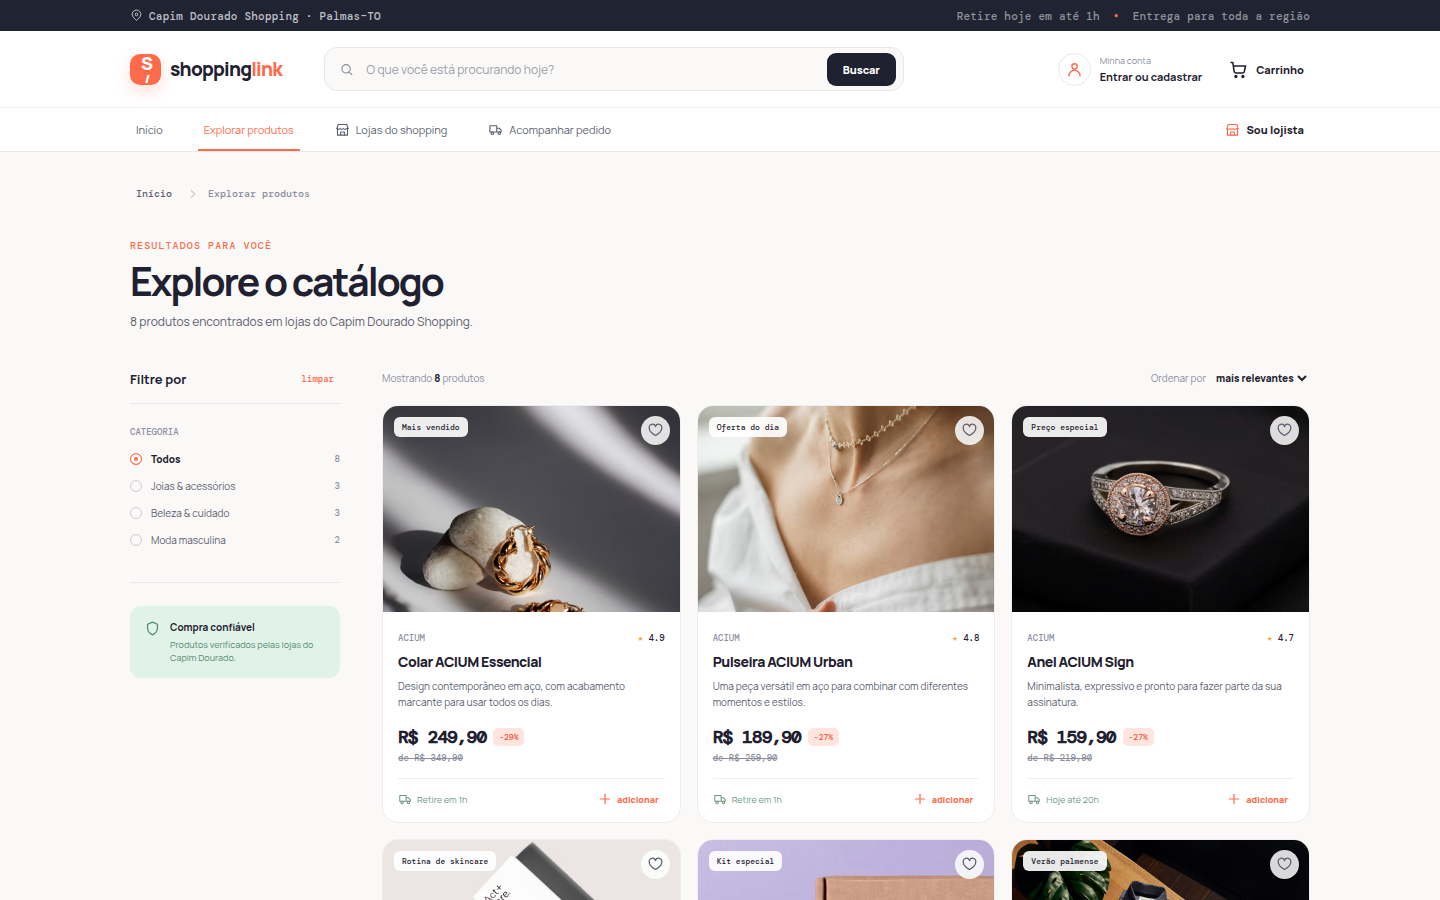 Capim Dourado Shopping · Palmas-TO
Retire hoje em até 1h • Entrega para toda a região
shoppinglink
O que você está procurando hoje?
Buscar
Minha conta
Entrar ou cadastrar
Carrinho
Início
Explorar produtos
Lojas do shopping
Acompanhar pedido
Sou lojista
Início
Explorar produtos
RESULTADOS PARA VOCÊ
Explore o catálogo
8 produtos encontrados em lojas do Capim Dourado Shopping.
Filtre por
limpar
CATEGORIA
Todos 8
Joias & acessórios 3
Beleza & cuidado 3
Moda masculina 2
Compra confiável
Produtos verificados pelas lojas do
Capim Dourado.
Mostrando 8 produtos
Ordenar por mais relevantes
Mais vendido
ACIUM
★ 4.9
Colar ACIUM Essencial
Design contemporâneo em aço, com acabamento
marcante para usar todos os dias.
R$ 249,90 -29%
de R$ 349,90
Retire em 1h
+ adicionar
Oferta do dia
ACIUM
★ 4.8
Pulseira ACIUM Urban
Uma peça versátil em aço para combinar com diferentes
momentos e estilos.
R$ 189,90 -27%
de R$ 259,90
Retire em 1h
+ adicionar
Preço especial
ACIUM
★ 4.7
Anel ACIUM Sign
Minimalista, expressivo e pronto para fazer parte da sua
assinatura.
R$ 159,90 -27%
de R$ 219,90
Hoje até 20h
+ adicionar
Rotina de skincare
Act+
Kit especial
Verão palmense